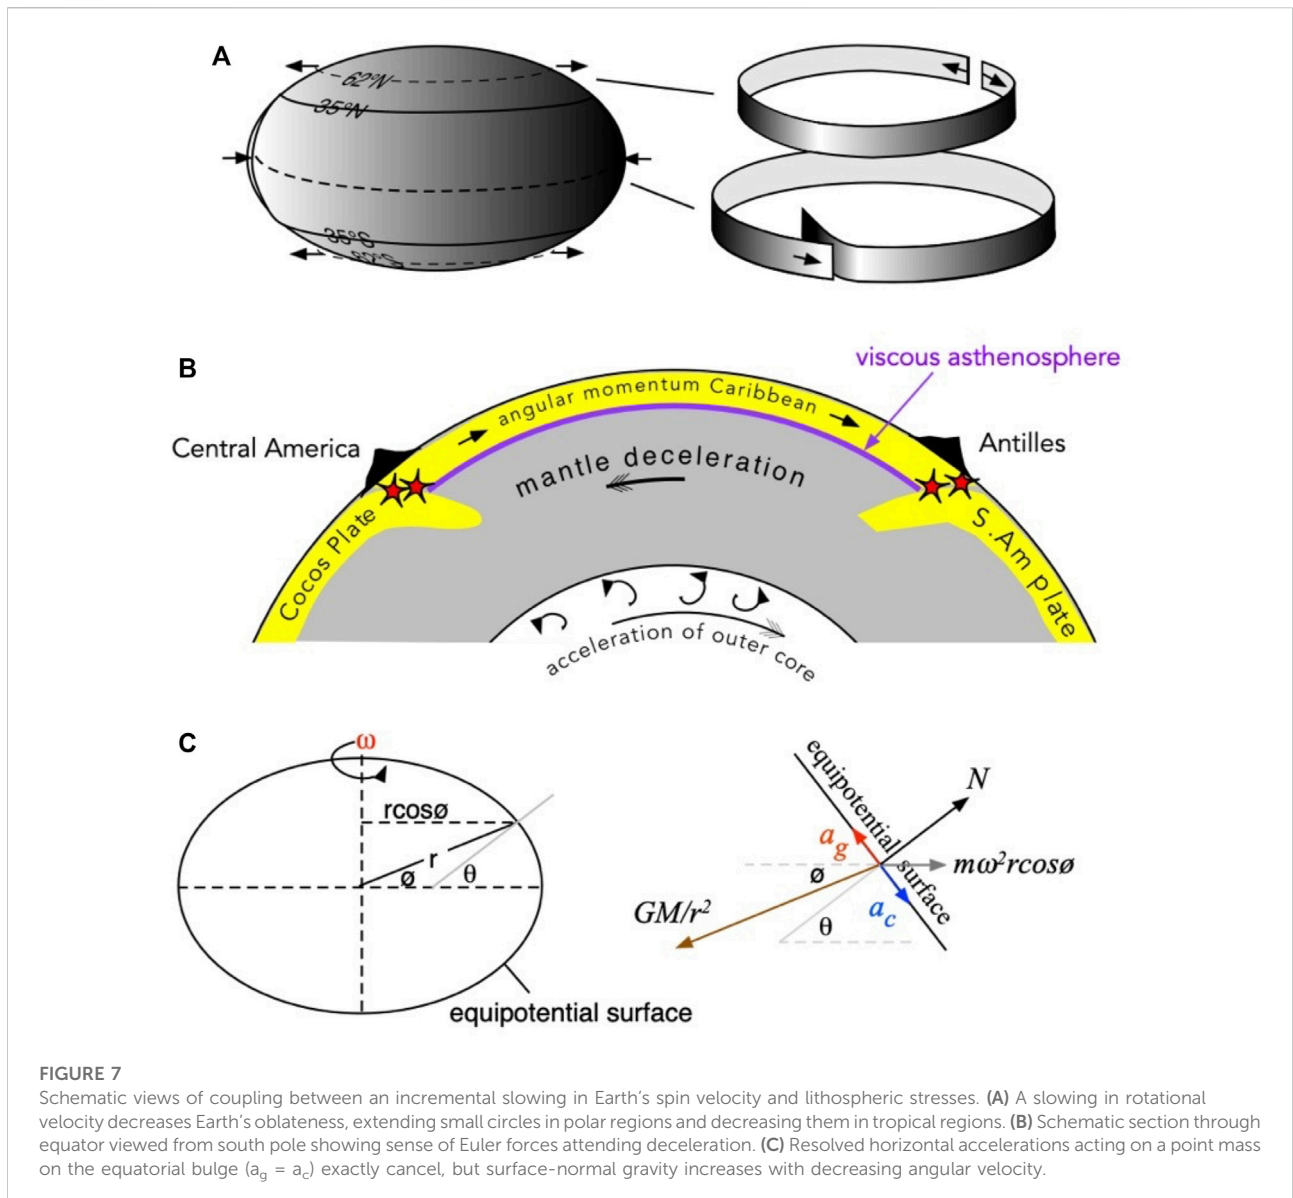 A
62°N
35°N
35°S
62°S
B
viscous asthenosphere
angular momentum Caribbean
Central America
Antilles
mantle deceleration
Cocos Plate
S.Am plate
acceleration of outer core
C
ω
rcosø
r
ø
θ
equipotential surface
equipotential surface
N
a_g
mω²rcosø
ø
GM/r²
a_c
θ
FIGURE 7
Schematic views of coupling between an incremental slowing in Earth's spin velocity and lithospheric stresses. (A) A slowing in rotational
velocity decreases Earth's oblateness, extending small circles in polar regions and decreasing them in tropical regions. (B) Schematic section through
equator viewed from south pole showing sense of Euler forces attending deceleration. (C) Resolved horizontal accelerations acting on a point mass
on the equatorial bulge (a_g = a_c) exactly cancel, but surface-normal gravity increases with decreasing angular velocity.